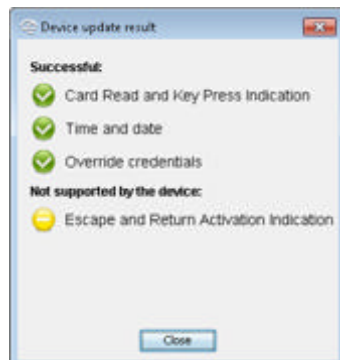 Device update result
Successful:
Card Read and Key Press Indication
Time and date
Override credentials
Not supported by the device:
Escape and Return Activation Indication
Close